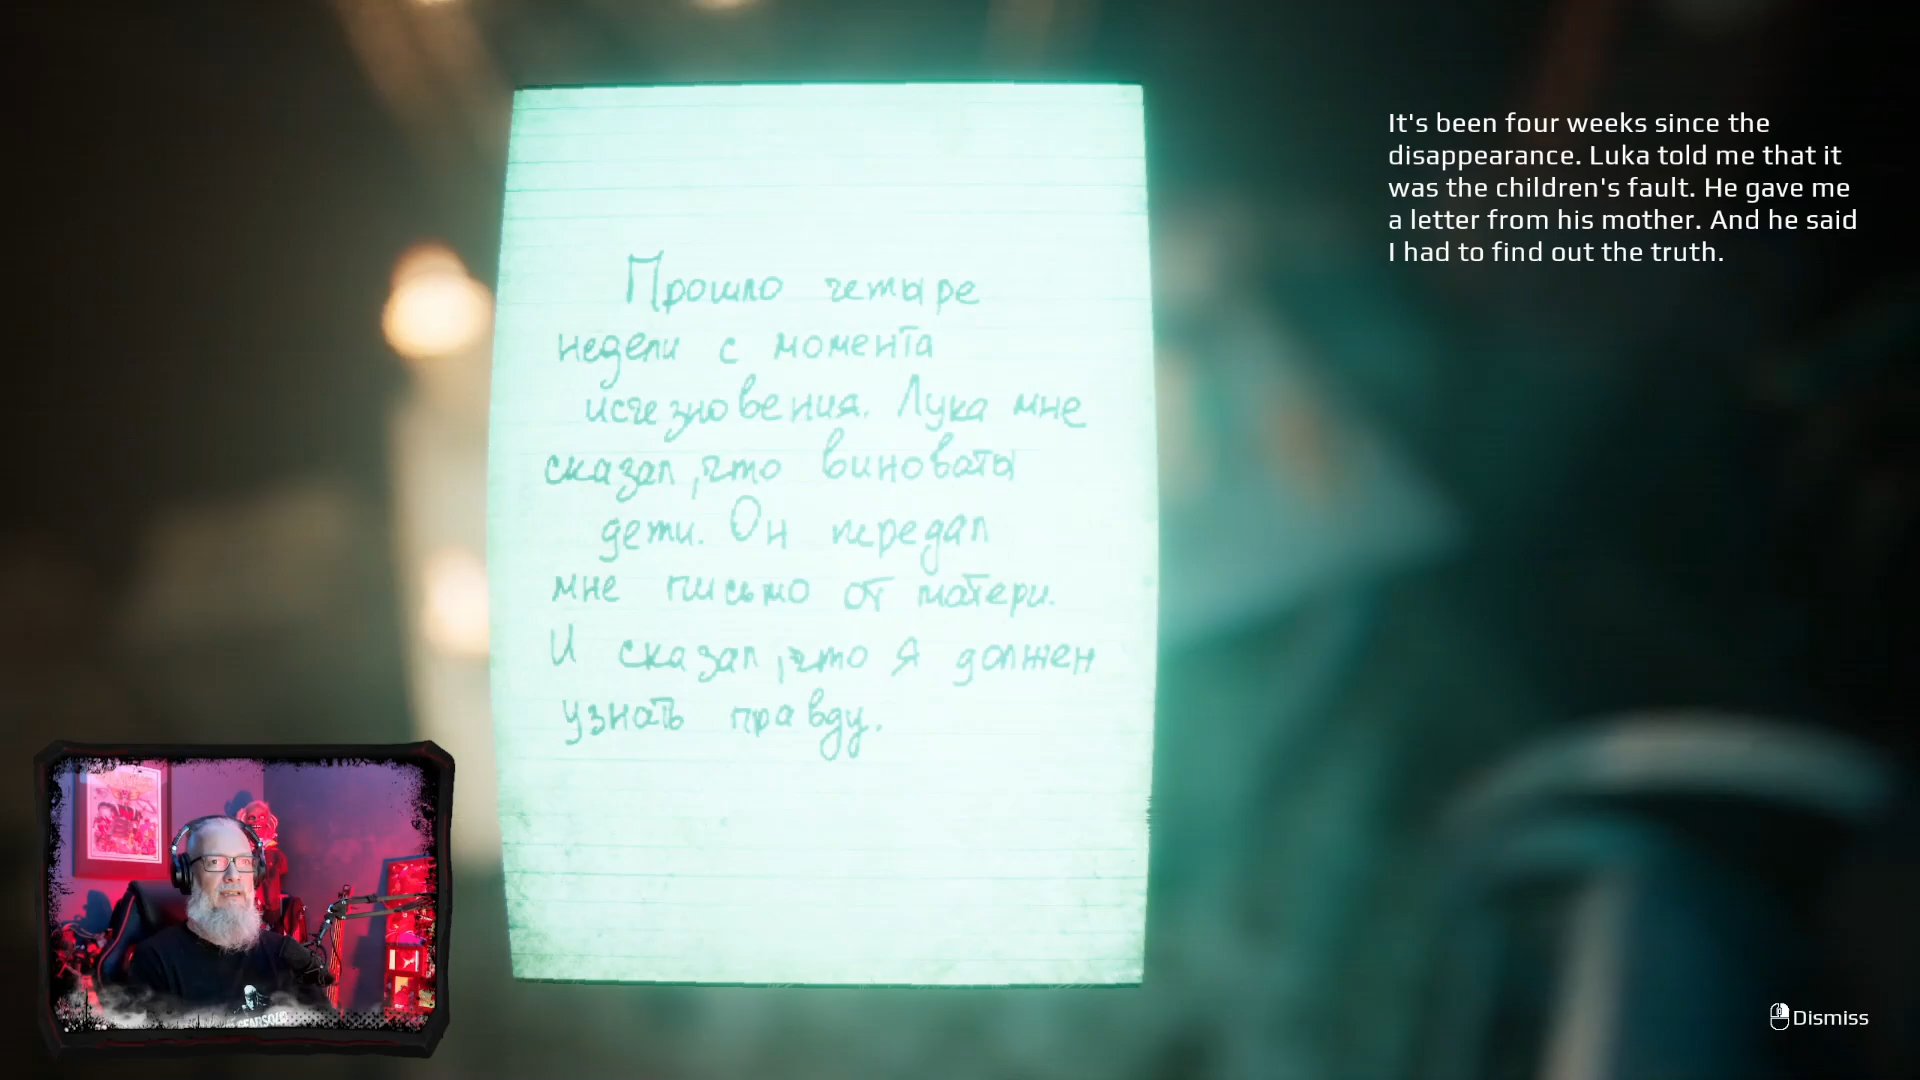 Прошло четыре
недели с момента
исчезновения. Лука мне
сказал, что виноваты
дети. Он передал
мне письмо от матери.
И сказал, что я должен
узнать правду.
It's been four weeks since the
disappearance. Luka told me that it
was the children's fault. He gave me
a letter from his mother. And he said
I had to find out the truth.
Dismiss